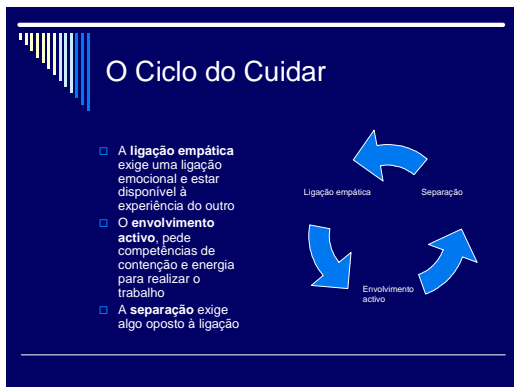 O Ciclo do Cuidar
A ligação empática
exige uma ligação
emocional e estar
disponível à
experiência do outro
O envolvimento
activo, pede
competências de
contenção e energia
para realizar o
trabalho
A separação exige
algo oposto à ligação
Ligação empática
Separação
Envolvimento
activo